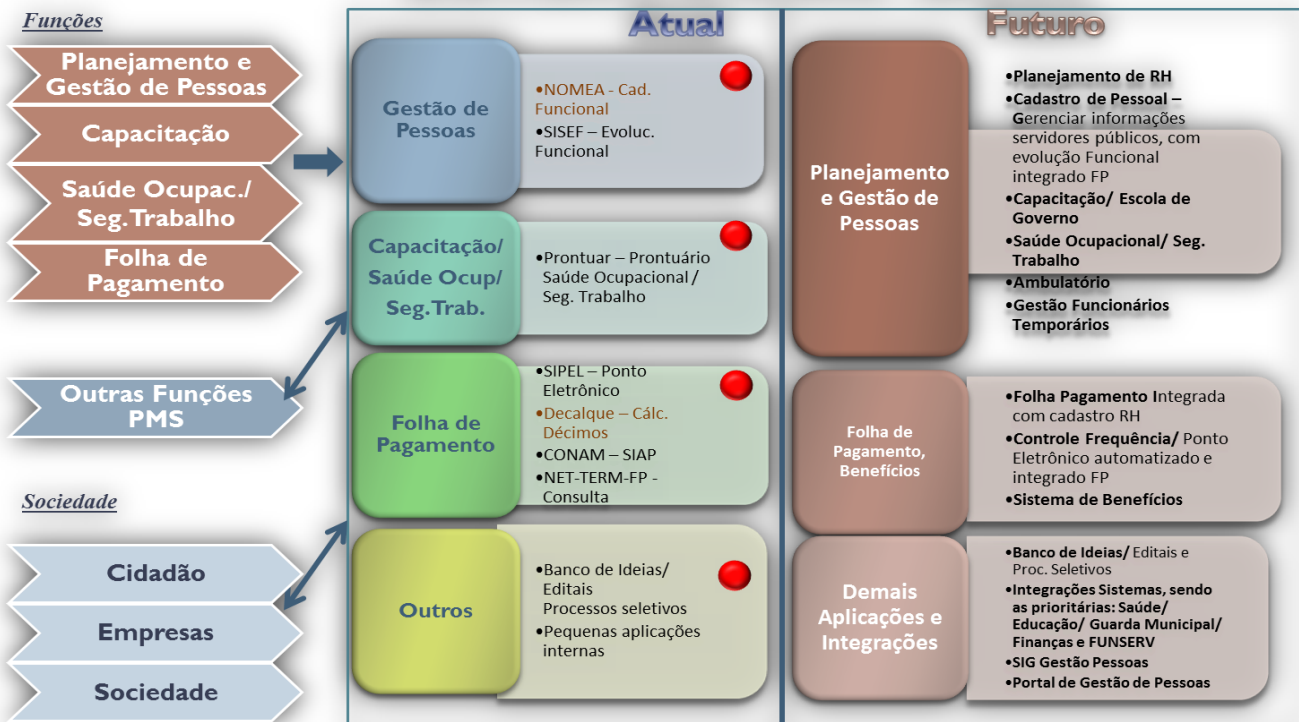 Funções
Planejamento e
Gestão de Pessoas
Capacitação
Saúde Ocupac./
Seg.Trabalho
Folha de
Pagamento
Outras Funções
PMS
Sociedade
Cidadão
Empresas
Sociedade
Atual
Gestão de
Pessoas
•NOMEA - Cad.
Funcional
•SISEF – Evoluc.
Funcional
Capacitação/
Saúde Ocup/
Seg.Trab.
•Prontuar – Prontuário
Saúde Ocupacional /
Seg. Trabalho
Folha de
Pagamento
•SIPEL – Ponto
Eletrônico
•Decalque – Cálc.
Décimos
•CONAM – SIAP
•NET-TERM-FP -
Consulta
Outros
•Banco de Ideias/
Editais
Processos seletivos
•Pequenas aplicações
internas
Futuro
Planejamento
e Gestão de
Pessoas
•Planejamento de RH
•Cadastro de Pessoal –
Gerenciar informações
servidores públicos, com
evolução Funcional
integrado FP
•Capacitação/ Escola de
Governo
•Saúde Ocupacional/ Seg.
Trabalho
•Ambulatório
•Gestão Funcionários
Temporários
Folha de
Pagamento,
Benefícios
•Folha Pagamento Integrada
com cadastro RH
•Controle Frequência/ Ponto
Eletrônico automatizado e
integrado FP
•Sistema de Benefícios
Demais
Aplicações e
Integrações
•Banco de Ideias/ Editais e
Proc. Seletivos
•Integrações Sistemas, sendo
as prioritárias: Saúde/
Educação/ Guarda Municipal/
Finanças e FUNSERV
•SIG Gestão Pessoas
•Portal de Gestão de Pessoas